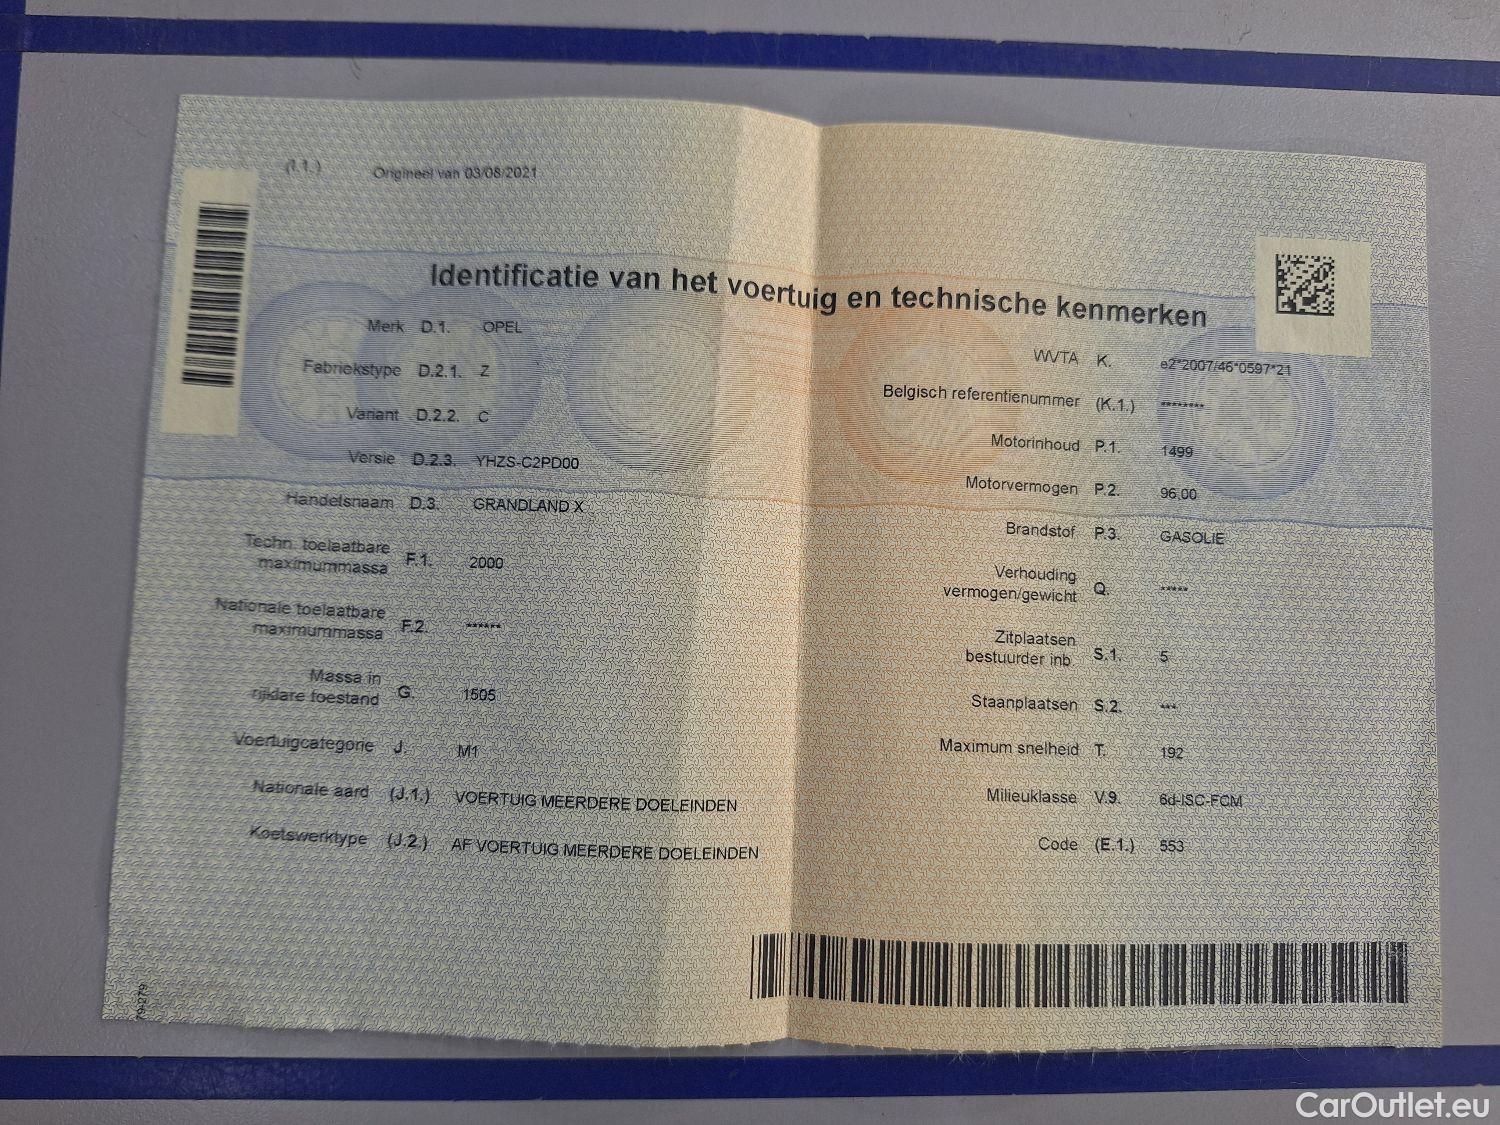 (I.1.) Origineel van 03/08/2021
Identificatie van het voertuig en technische kenmerken
Merk D.1. OPEL
Fabriekstype D.2.1. Z
Variant D.2.2. C
Versie D.2.3. YHZS-C2PD00
Handelsnaam D.3. GRANDLAND X
Techn. toelaatbare
maximummassa F.1. 2000
Nationale toelaatbare
maximummassa F.2. ******
Massa in
rijklare toestand G. 1505
Voertuigcategorie J. M1
Nationale aard (J.1.) VOERTUIG MEERDERE DOELEINDEN
Koetswerktype (J.2.) AF VOERTUIG MEERDERE DOELEINDEN
WVTA K. e2*2007/46*0597*21
Belgisch referentienummer (K.1.) ********
Motorinhoud P.1. 1499
Motorvermogen P.2. 96,00
Brandstof P.3. GASOLIE
Verhouding
vermogen/gewicht Q. *****
Zitplaatsen
bestuurder inb. S.1. 5
Staanplaatsen S.2. ***
Maximum snelheid T. 192
Milieuklasse V.9. 6d-ISC-FCM
Code (E.1.) 553
79-279
CarOutlet.eu